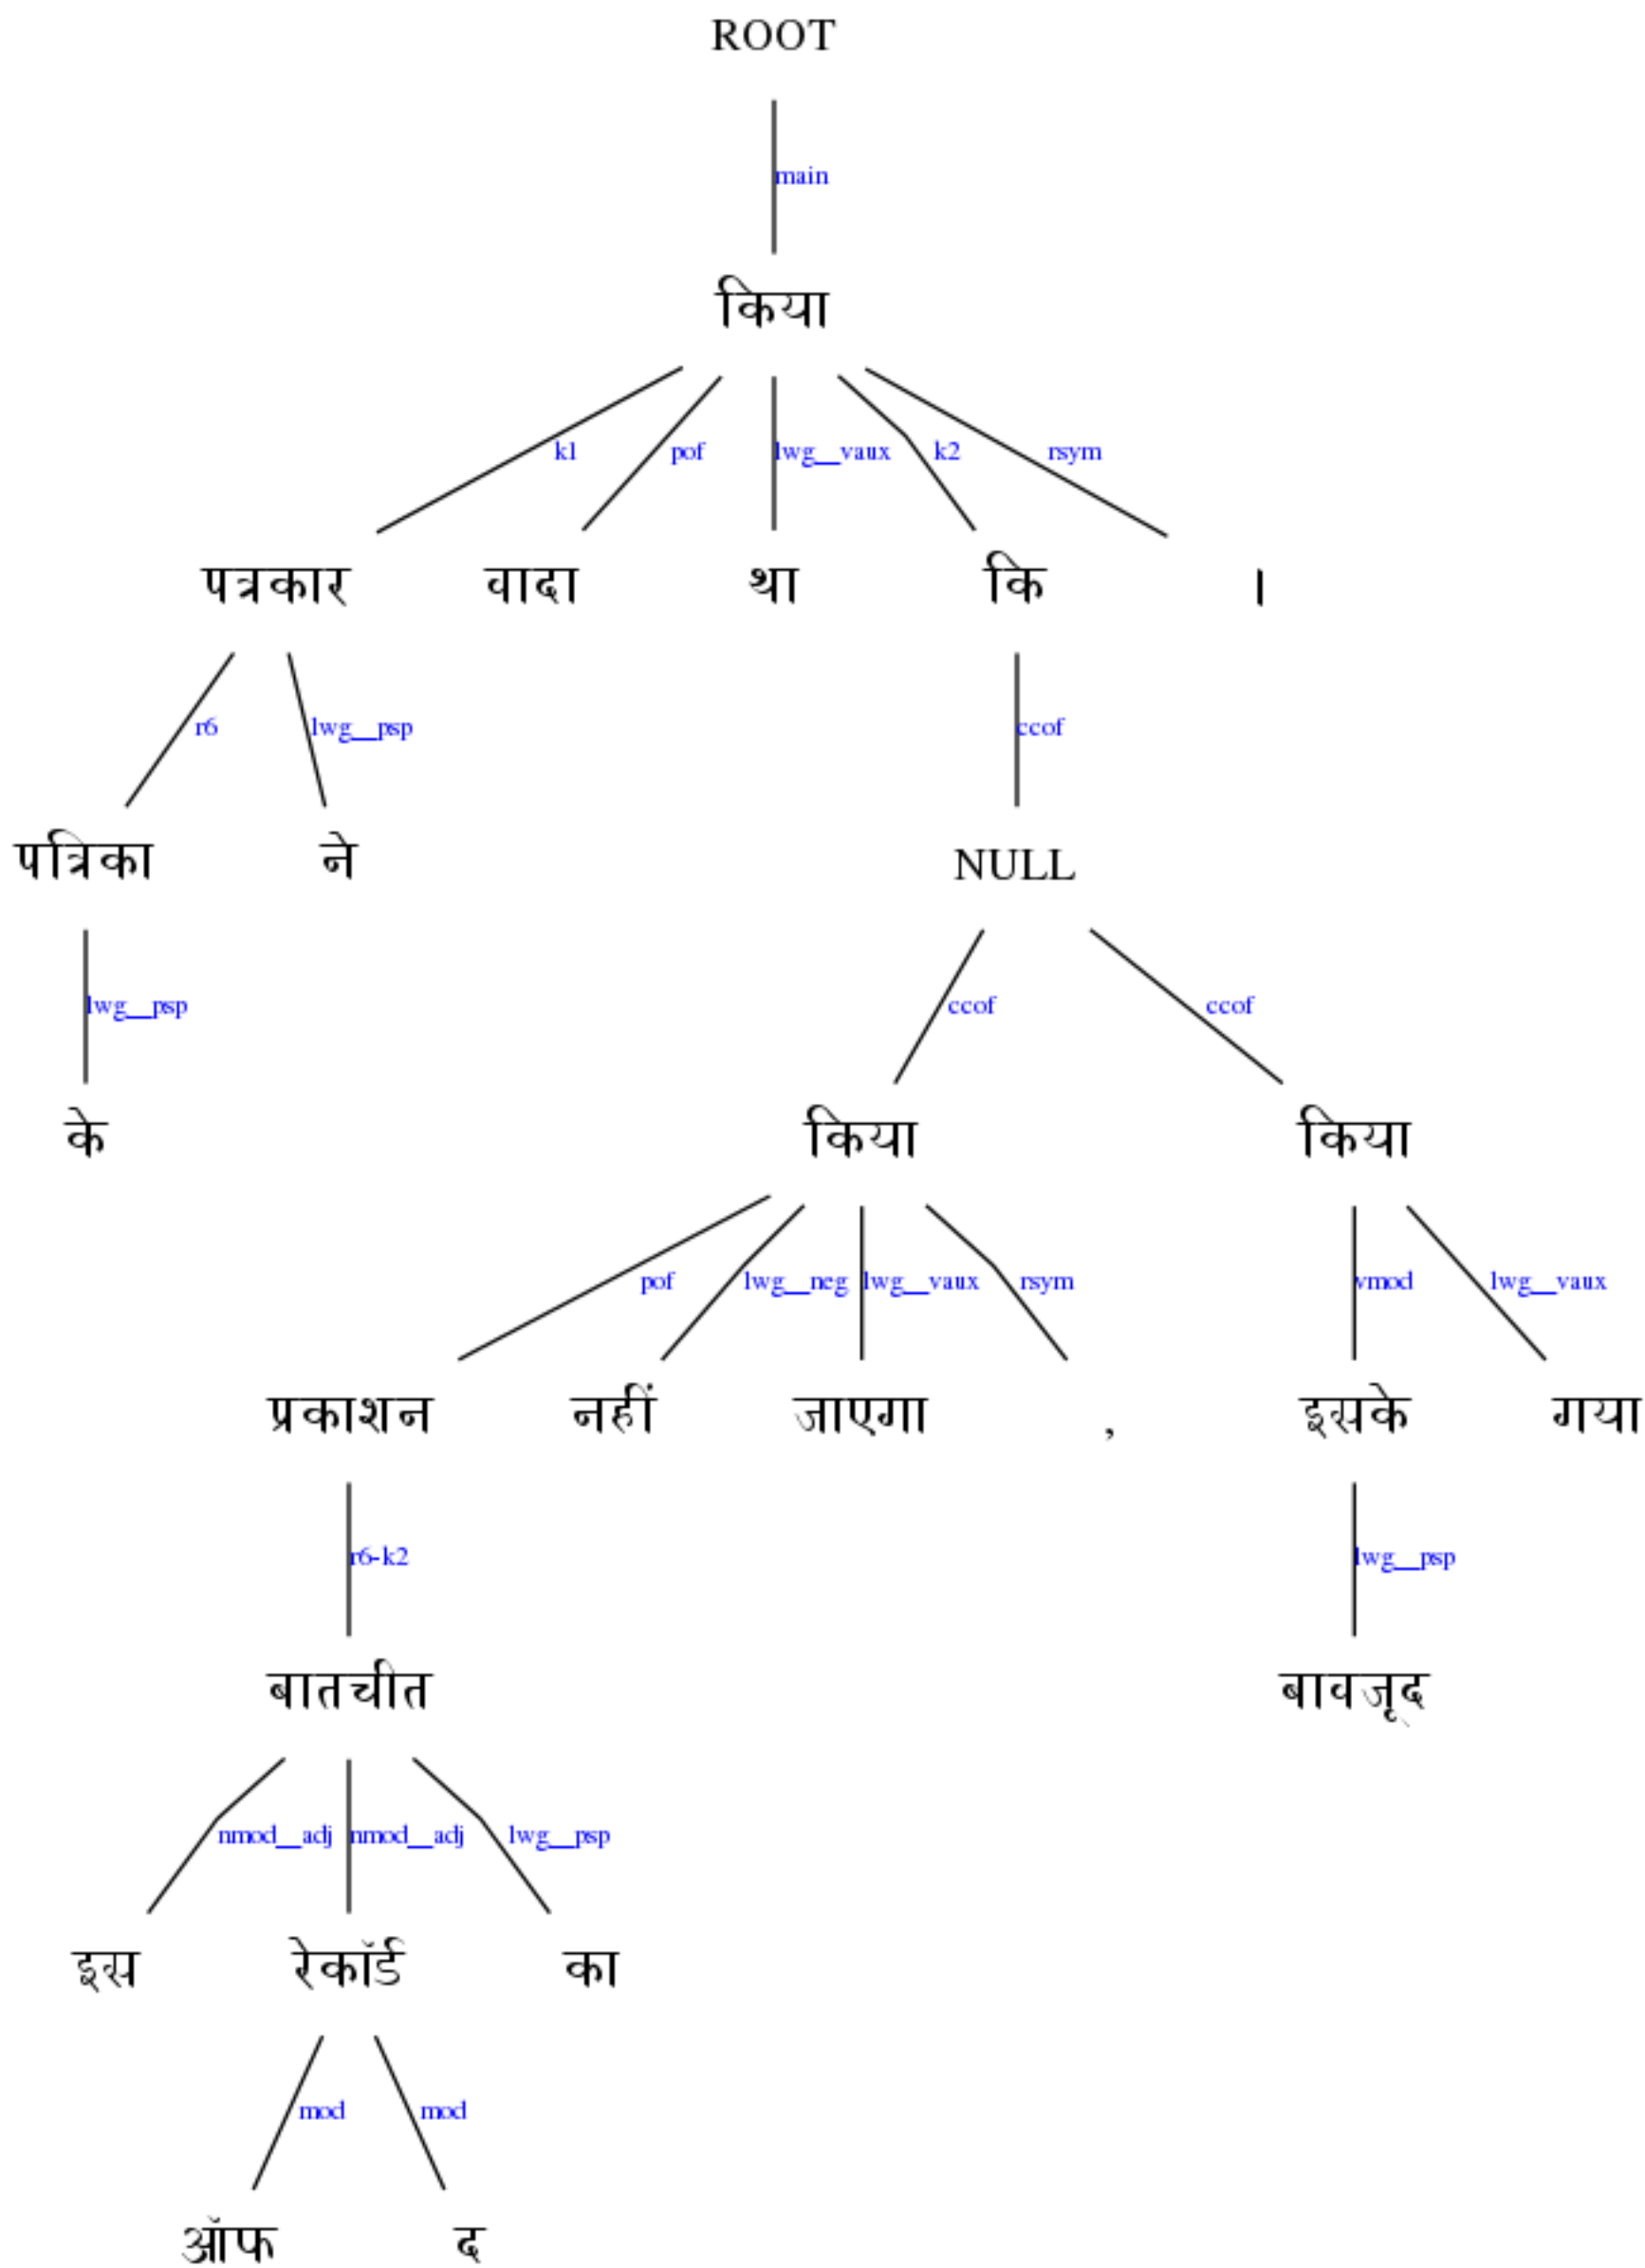 ROOT
main
किया
k1 pof lwg__vaux k2 rsym
पत्रकार वादा था कि ।
r6 lwg__psp ccof
पत्रिका ने NULL
lwg__psp ccof ccof
के किया किया
pof lwg__neg lwg__vaux rsym vmod lwg__vaux
प्रकाशन नहीं जाएगा , इसके गया
r6-k2 lwg__psp
बातचीत बावजूद
nmod__adj nmod__adj lwg__psp
इस रेकॉर्ड का
mod mod
ऑफ द